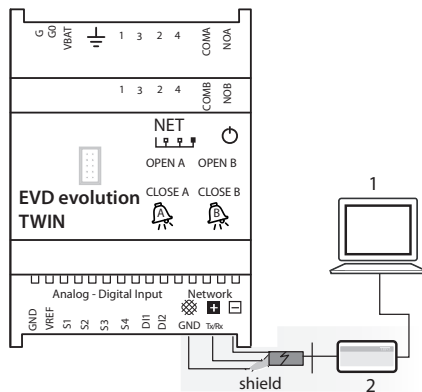 G G0 VBAT 1 3 2 4 COMA NOA
1 3 2 4 COMB NOB
NET
OPEN A OPEN B
CLOSE A CLOSE B
A B
EVD evolution
TWIN
Analog - Digital Input Network
GND VREF S1 S2 S3 S4 DI1 DI2 GND Tx/Rx
shield
1
2